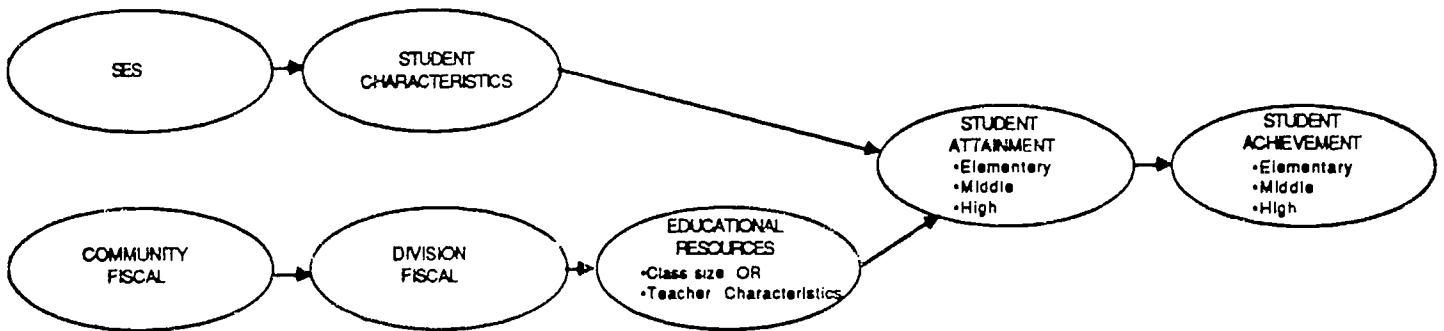 SES
STUDENT
CHARACTERISTICS
STUDENT
ATTAINMENT
•Elementery
•Middle
•High
STUDENT
ACHIEVEMENT
•Elementary
•Middle
•High
COMMUNITY
FISCAL
DIVISION
FISCAL
EDUCATIONAL
RESOURCES
•Class size OR
•Teacher Characteristics